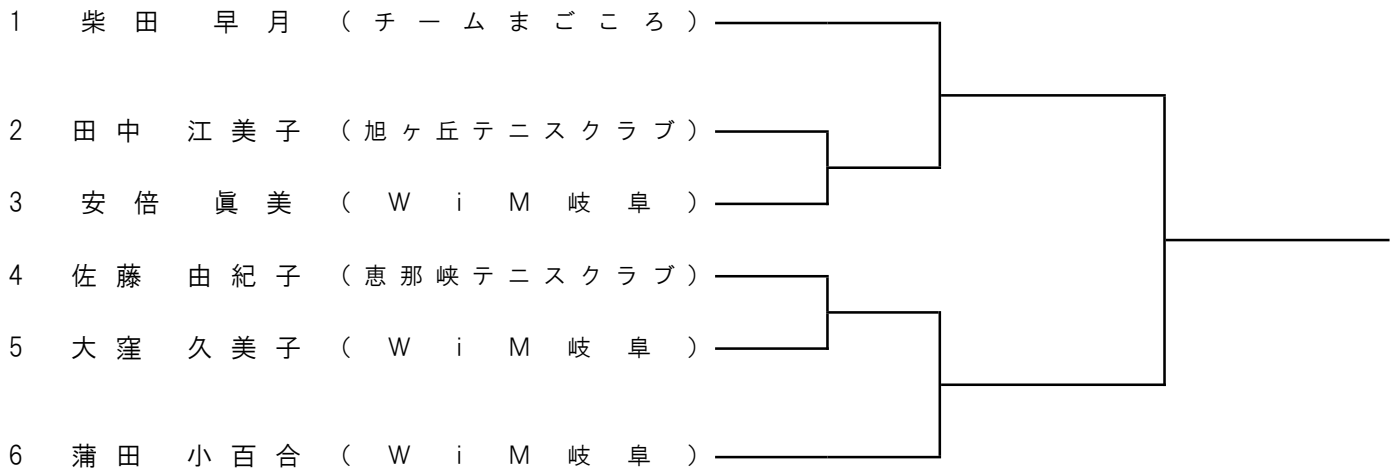 1 柴田 早月 (チームまごころ)
2 田中 江美子 (旭ヶ丘テニスクラブ)
3 安倍 眞美 (WiM岐阜)
4 佐藤 由紀子 (恵那峡テニスクラブ)
5 大窪 久美子 (WiM岐阜)
6 蒲田 小百合 (WiM岐阜)